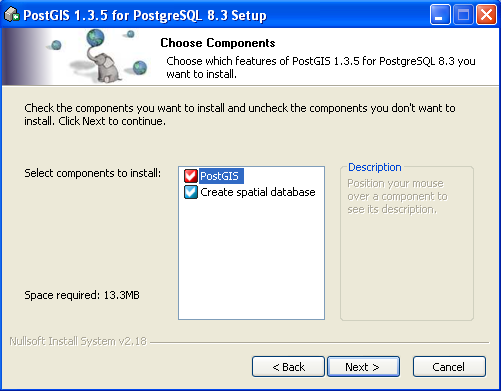 PostGIS 1.3.5 for PostgreSQL 8.3 Setup
Choose Components
Choose which features of PostGIS 1.3.5 for PostgreSQL 8.3 you
want to install.
Check the components you want to install and uncheck the components you don't want to
install. Click Next to continue.
Select components to install:
PostGIS
Create spatial database
Description
Position your mouse
over a component to
see its description.
Space required: 13.3MB
Nullsoft Install System v2.18
< Back
Next >
Cancel